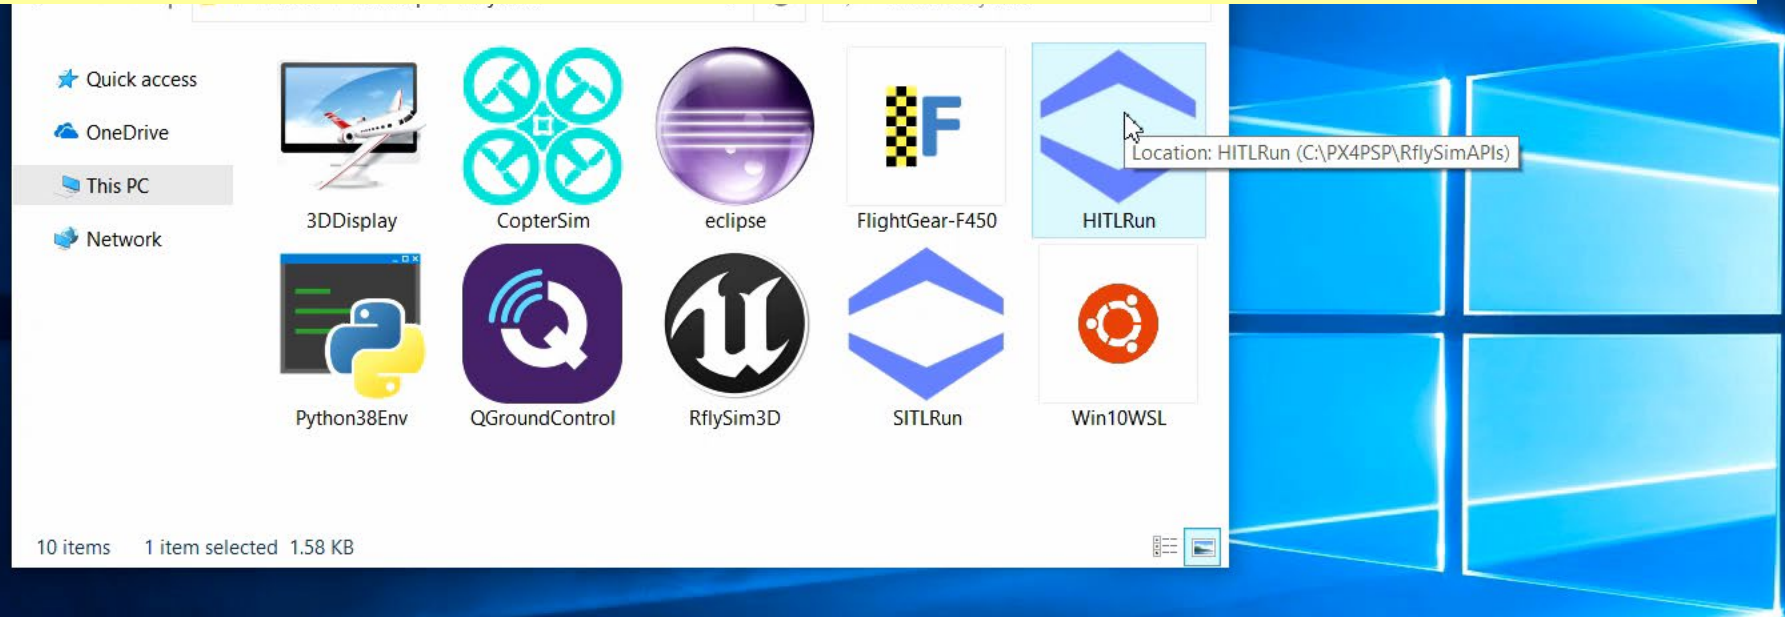 Quick access
OneDrive
This PC
Network
3DDisplay
CopterSim
eclipse
FlightGear-F450
HITLRun
Location: HITLRun (C:\PX4PSP\RflySimAPIs)
Python38Env
QGroundControl
RflySim3D
SITLRun
Win10WSL
10 items 1 item selected 1.58 KB